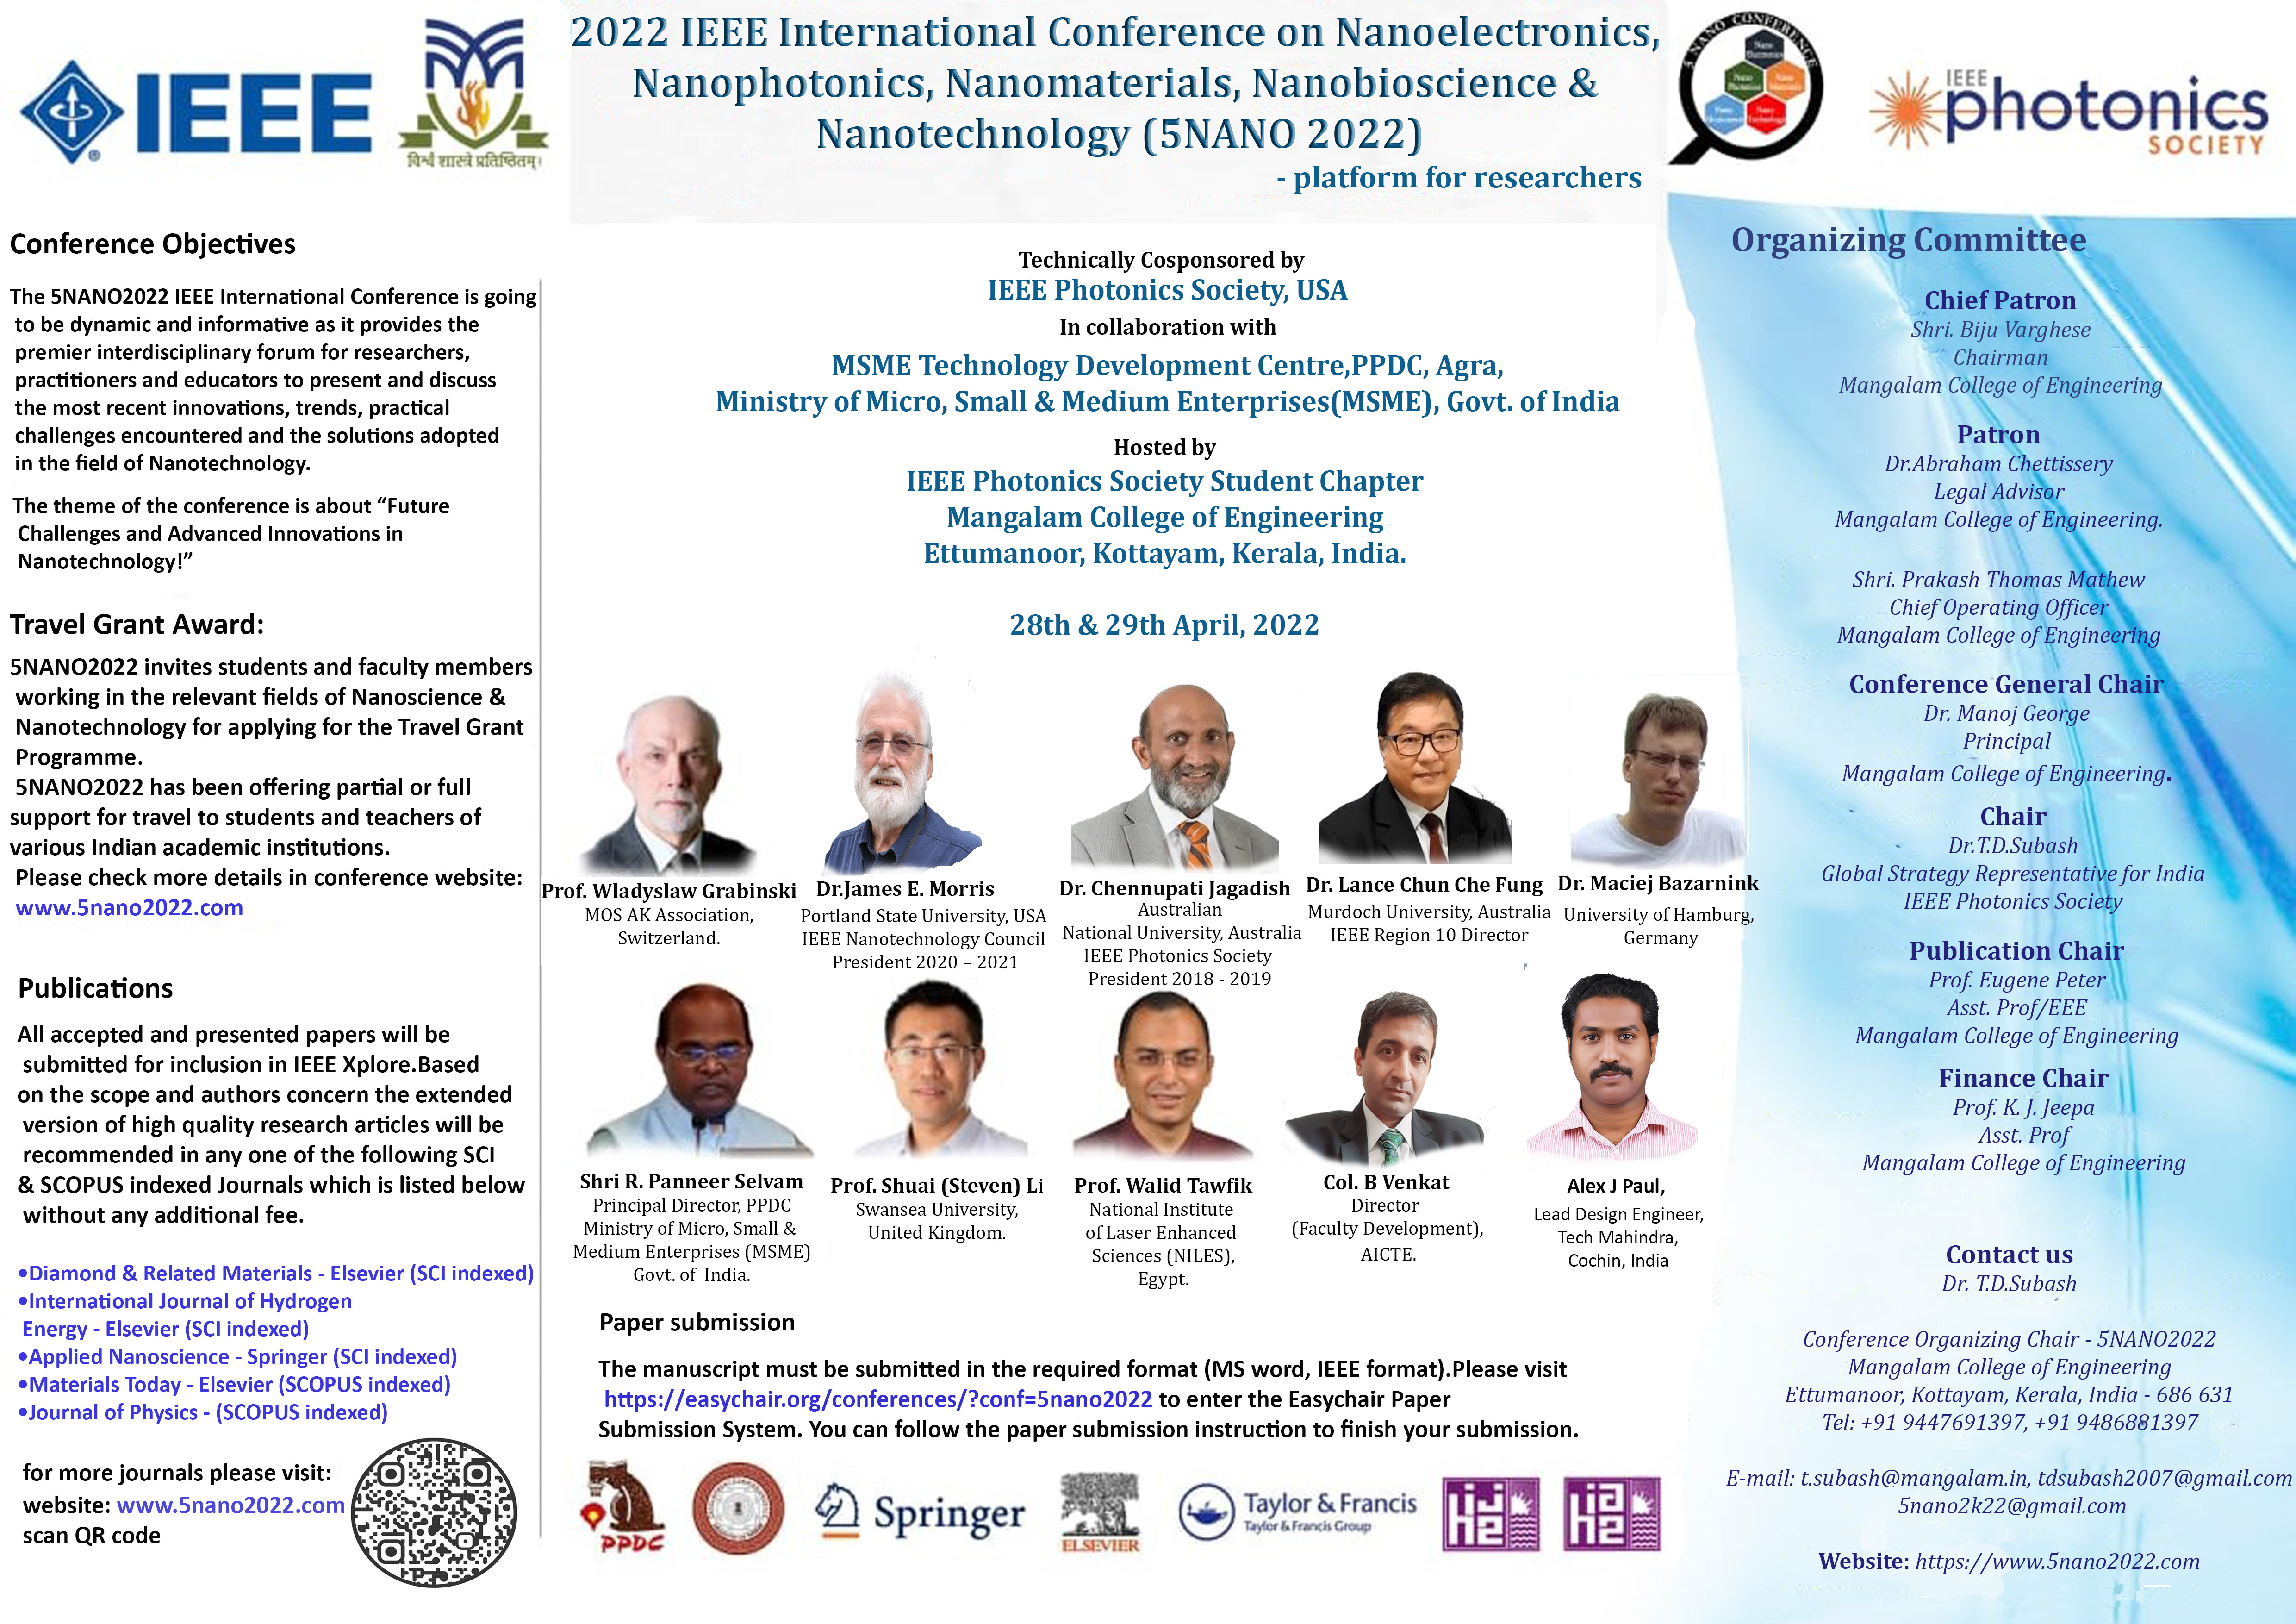 IEEE
विश्वं शास्त्रे प्रतिष्ठितम्।
2022 IEEE International Conference on Nanoelectronics,
Nanophotonics, Nanomaterials, Nanobioscience &
Nanotechnology (5NANO 2022)
- platform for researchers
5 NANO CONFERENCE
IEEE
photonics
SOCIETY
Conference Objectives
The 5NANO2022 IEEE International Conference is going
to be dynamic and informative as it provides the
premier interdisciplinary forum for researchers,
practitioners and educators to present and discuss
the most recent innovations, trends, practical
challenges encountered and the solutions adopted
in the field of Nanotechnology.
The theme of the conference is about “Future
Challenges and Advanced Innovations in
Nanotechnology!”
Travel Grant Award:
5NANO2022 invites students and faculty members
working in the relevant fields of Nanoscience &
Nanotechnology for applying for the Travel Grant
Programme.
5NANO2022 has been offering partial or full
support for travel to students and teachers of
various Indian academic institutions.
Please check more details in conference website:
www.5nano2022.com
Publications
All accepted and presented papers will be
submitted for inclusion in IEEE Xplore.Based
on the scope and authors concern the extended
version of high quality research articles will be
recommended in any one of the following SCI
& SCOPUS indexed Journals which is listed below
without any additional fee.
•Diamond & Related Materials - Elsevier (SCI indexed)
•International Journal of Hydrogen
Energy - Elsevier (SCI indexed)
•Applied Nanoscience - Springer (SCI indexed)
•Materials Today - Elsevier (SCOPUS indexed)
•Journal of Physics - (SCOPUS indexed)
for more journals please visit:
website: www.5nano2022.com
scan QR code
Technically Cosponsored by
IEEE Photonics Society, USA
In collaboration with
MSME Technology Development Centre,PPDC, Agra,
Ministry of Micro, Small & Medium Enterprises(MSME), Govt. of India
Hosted by
IEEE Photonics Society Student Chapter
Mangalam College of Engineering
Ettumanoor, Kottayam, Kerala, India.
28th & 29th April, 2022
Prof. Wladyslaw Grabinski
MOS AK Association,
Switzerland.
Dr.James E. Morris
Portland State University, USA
IEEE Nanotechnology Council
President 2020 – 2021
Dr. Chennupati Jagadish
Australian
National University, Australia
IEEE Photonics Society
President 2018 - 2019
Dr. Lance Chun Che Fung
Murdoch University, Australia
IEEE Region 10 Director
Dr. Maciej Bazarnink
University of Hamburg,
Germany
Shri R. Panneer Selvam
Principal Director, PPDC
Ministry of Micro, Small &
Medium Enterprises (MSME)
Govt. of India.
Prof. Shuai (Steven) Li
Swansea University,
United Kingdom.
Prof. Walid Tawfik
National Institute
of Laser Enhanced
Sciences (NILES),
Egypt.
Col. B Venkat
Director
(Faculty Development),
AICTE.
Alex J Paul,
Lead Design Engineer,
Tech Mahindra,
Cochin, India
Paper submission
The manuscript must be submitted in the required format (MS word, IEEE format).Please visit
https://easychair.org/conferences/?conf=5nano2022 to enter the Easychair Paper
Submission System. You can follow the paper submission instruction to finish your submission.
PPDC
Springer
ELSEVIER
Taylor & Francis
Taylor & Francis Group
Organizing Committee
Chief Patron
Shri. Biju Varghese
Chairman
Mangalam College of Engineering
Patron
Dr.Abraham Chettissery
Legal Advisor
Mangalam College of Engineering.
Shri. Prakash Thomas Mathew
Chief Operating Officer
Mangalam College of Engineering
Conference General Chair
Dr. Manoj George
Principal
Mangalam College of Engineering.
Chair
Dr.T.D.Subash
Global Strategy Representative for India
IEEE Photonics Society
Publication Chair
Prof. Eugene Peter
Asst. Prof/EEE
Mangalam College of Engineering
Finance Chair
Prof. K. J. Jeepa
Asst. Prof
Mangalam College of Engineering
Contact us
Dr. T.D.Subash
Conference Organizing Chair - 5NANO2022
Mangalam College of Engineering
Ettumanoor, Kottayam, Kerala, India - 686 631
Tel: +91 9447691397, +91 9486881397
E-mail: t.subash@mangalam.in, tdsubash2007@gmail.com
5nano2k22@gmail.com
Website: https://www.5nano2022.com